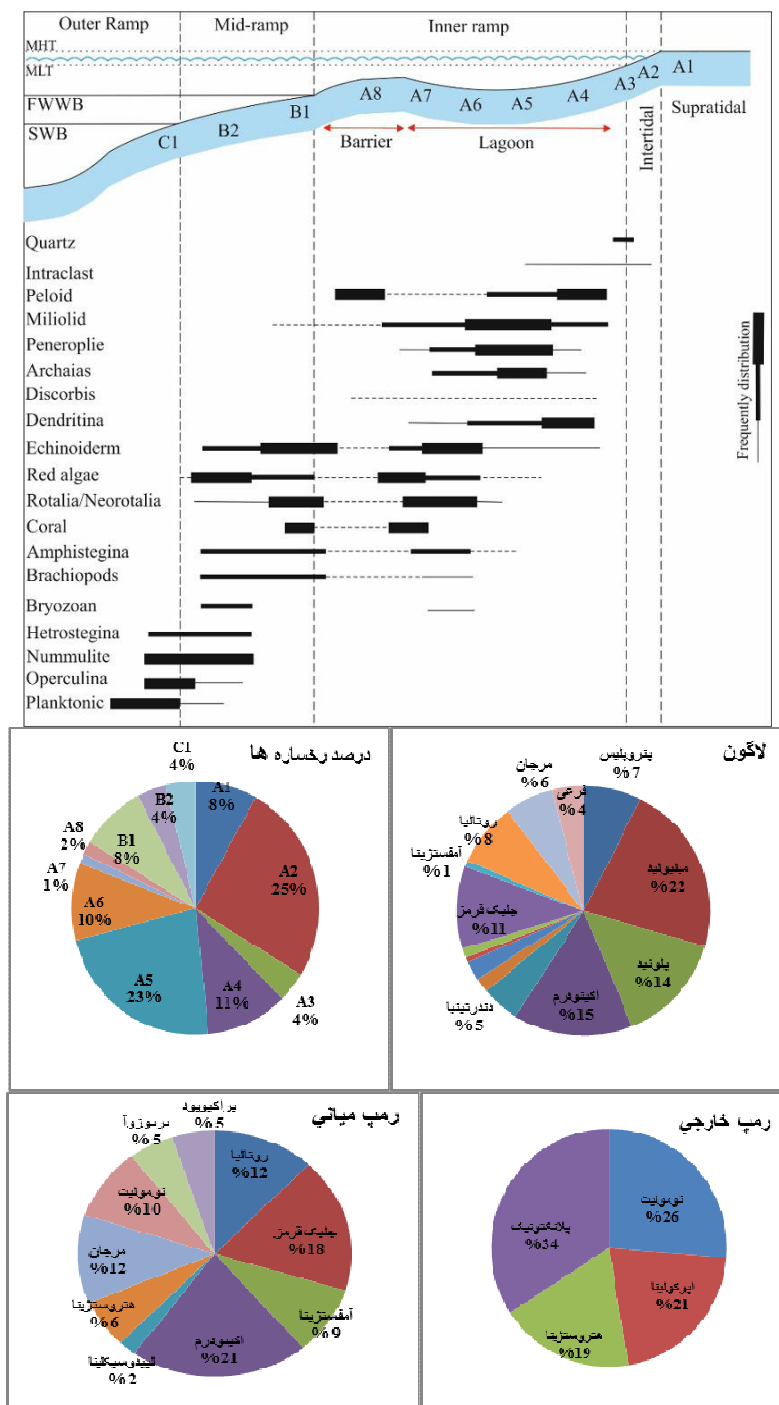 Outer Ramp
Mid-ramp
Inner ramp
MHT
MLT
FWWB
SWB
C1
B2
B1
A8
A7
A6
A5
A4
A3
A2
A1
Barrier
Lagoon
Intertidal
Supratidal
Quartz
Intraclast
Peloid
Miliolid
Peneroplie
Archaias
Discorbis
Dendritina
Echinoiderm
Red algae
Rotalia/Neorotalia
Coral
Amphistegina
Brachiopods
Bryozoan
Hetrostegina
Nummulite
Operculina
Planktonic
Frequently distribution
درصد رخساره ها
C1
4%
A1
8%
A2
25%
A3
4%
A4
11%
A5
23%
A6
10%
A7
1%
A8
2%
B1
8%
B2
4%
لاگون
پنروپلیس
%7
میلیولید
%22
پلوئید
%14
اکینودرم
%15
دندرتینیا
%5
جلبک قرمز
%11
آمفستژینا
%1
روتالیا
%8
مرجان
%6
فرعی
%4
رمپ میانی
روتالیا
%12
جلبک قرمز
%18
آمفستژینا
%9
اکینودرم
%21
لپیدوسیکلینا
%2
هتروستژینا
%6
مرجان
%12
نومولیت
%10
بریوزوآ
%5
براکیوپود
%5
رمپ خارجی
نومولیت
%26
اپرکولینا
%21
هتروستژینا
%19
پلانکتونیک
%34